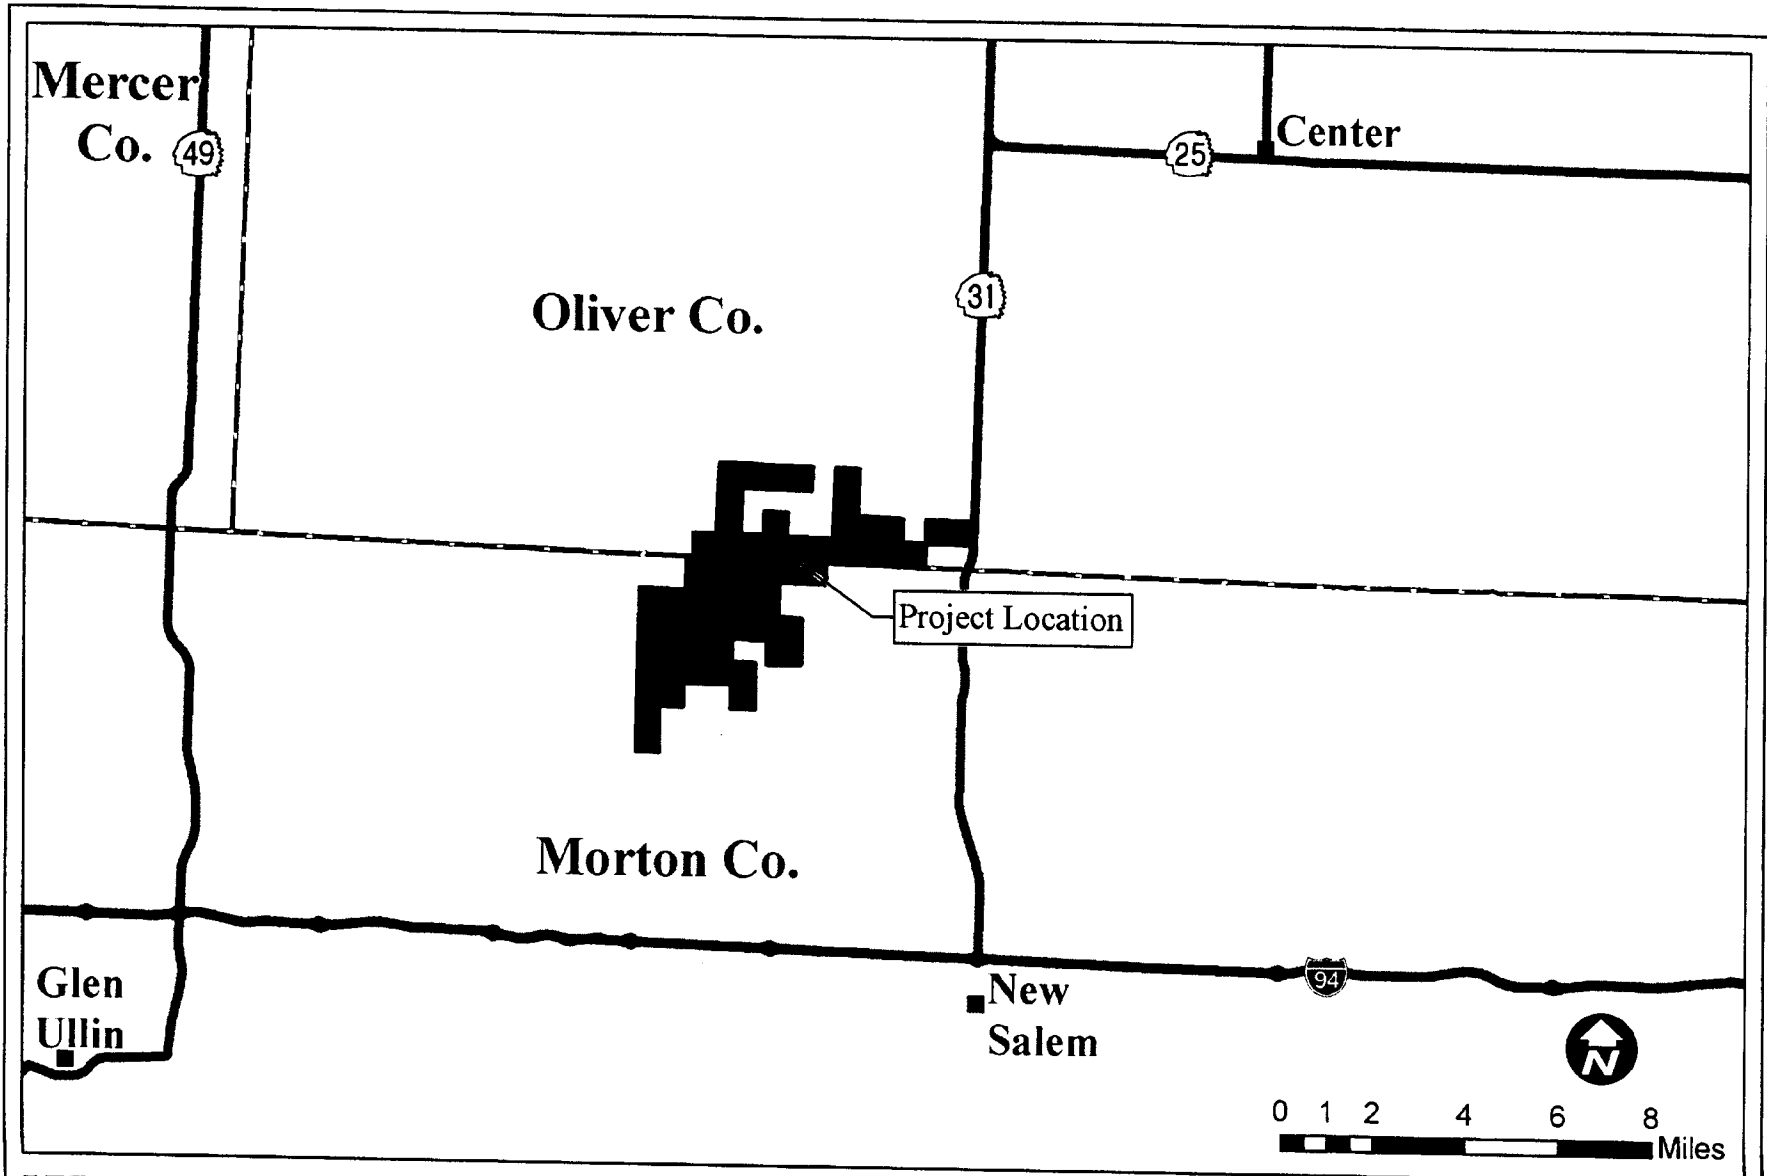 Mercer
Co.
49
25
Center
31
Oliver Co.
Project Location
Morton Co.
94
Glen
Ullin
New
Salem
N
0 1 2 4 6 8
Miles